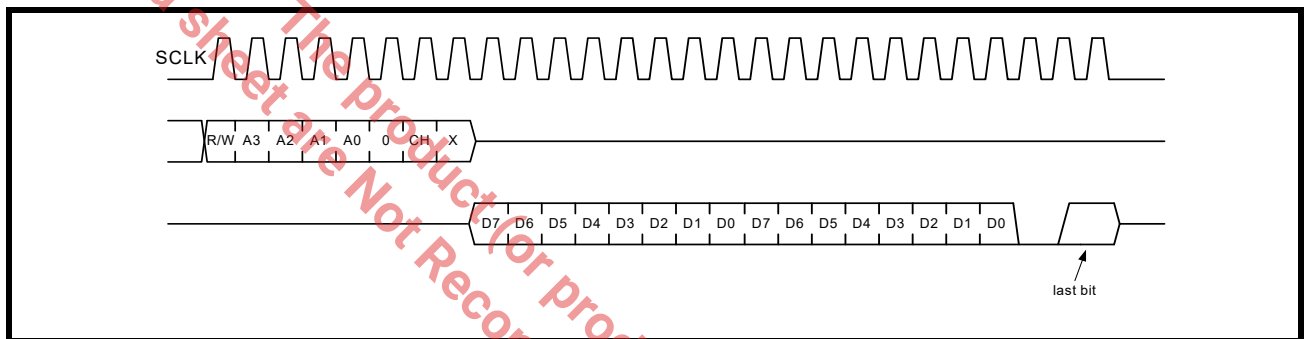 SCLK
R/W A3 A2 A1 A0 0 CH X
D7 D6 D5 D4 D3 D2 D1 D0 D7 D6 D5 D4 D3 D2 D1 D0
last bit
The product (or prod
sheet are Not Recor